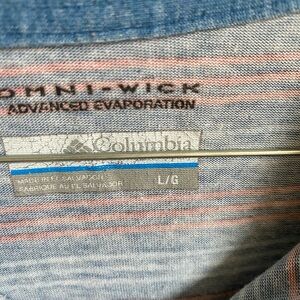 OMNI-WICK
ADVANCED EVAPORATION
Columbia
FABRIQUE AU EL SALVADOR
L/G